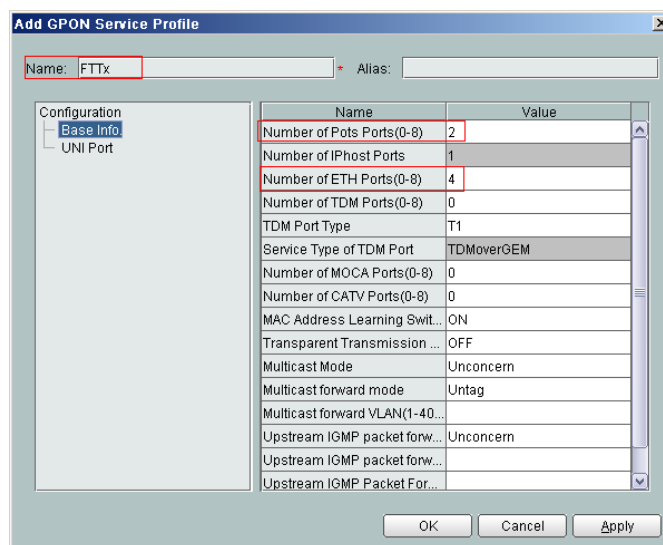 Add GPON Service Profile
Name: FTTx * Alias:
Configuration
Base Info.
UNI Port
Name Value
Number of Pots Ports(0-8) 2
Number of IPhost Ports 1
Number of ETH Ports(0-8) 4
Number of TDM Ports(0-8) 0
TDM Port Type T1
Service Type of TDM Port TDMoverGEM
Number of MOCA Ports(0-8) 0
Number of CATV Ports(0-8) 0
MAC Address Learning Swit... ON
Transparent Transmission ... OFF
Multicast Mode Unconcern
Multicast forward mode Untag
Multicast forward VLAN(1-40...
Upstream IGMP packet forw... Unconcern
Upstream IGMP packet forw...
Upstream IGMP Packet For...
OK Cancel Apply